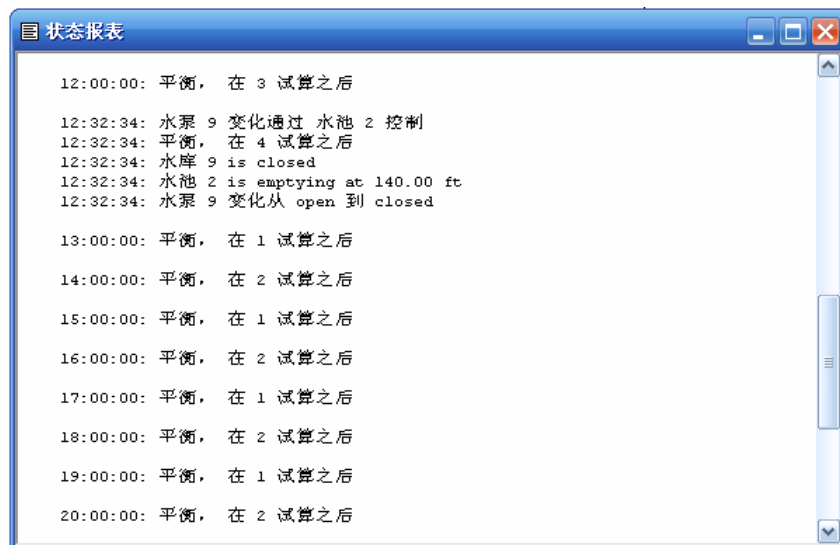 状态报表
12:00:00: 平衡, 在 3 试算之后
12:32:34: 水泵 9 变化通过 水池 2 控制
12:32:34: 平衡, 在 4 试算之后
12:32:34: 水库 9 is closed
12:32:34: 水池 2 is emptying at 140.00 ft
12:32:34: 水泵 9 变化从 open 到 closed
13:00:00: 平衡, 在 1 试算之后
14:00:00: 平衡, 在 2 试算之后
15:00:00: 平衡, 在 1 试算之后
16:00:00: 平衡, 在 2 试算之后
17:00:00: 平衡, 在 1 试算之后
18:00:00: 平衡, 在 2 试算之后
19:00:00: 平衡, 在 1 试算之后
20:00:00: 平衡, 在 2 试算之后